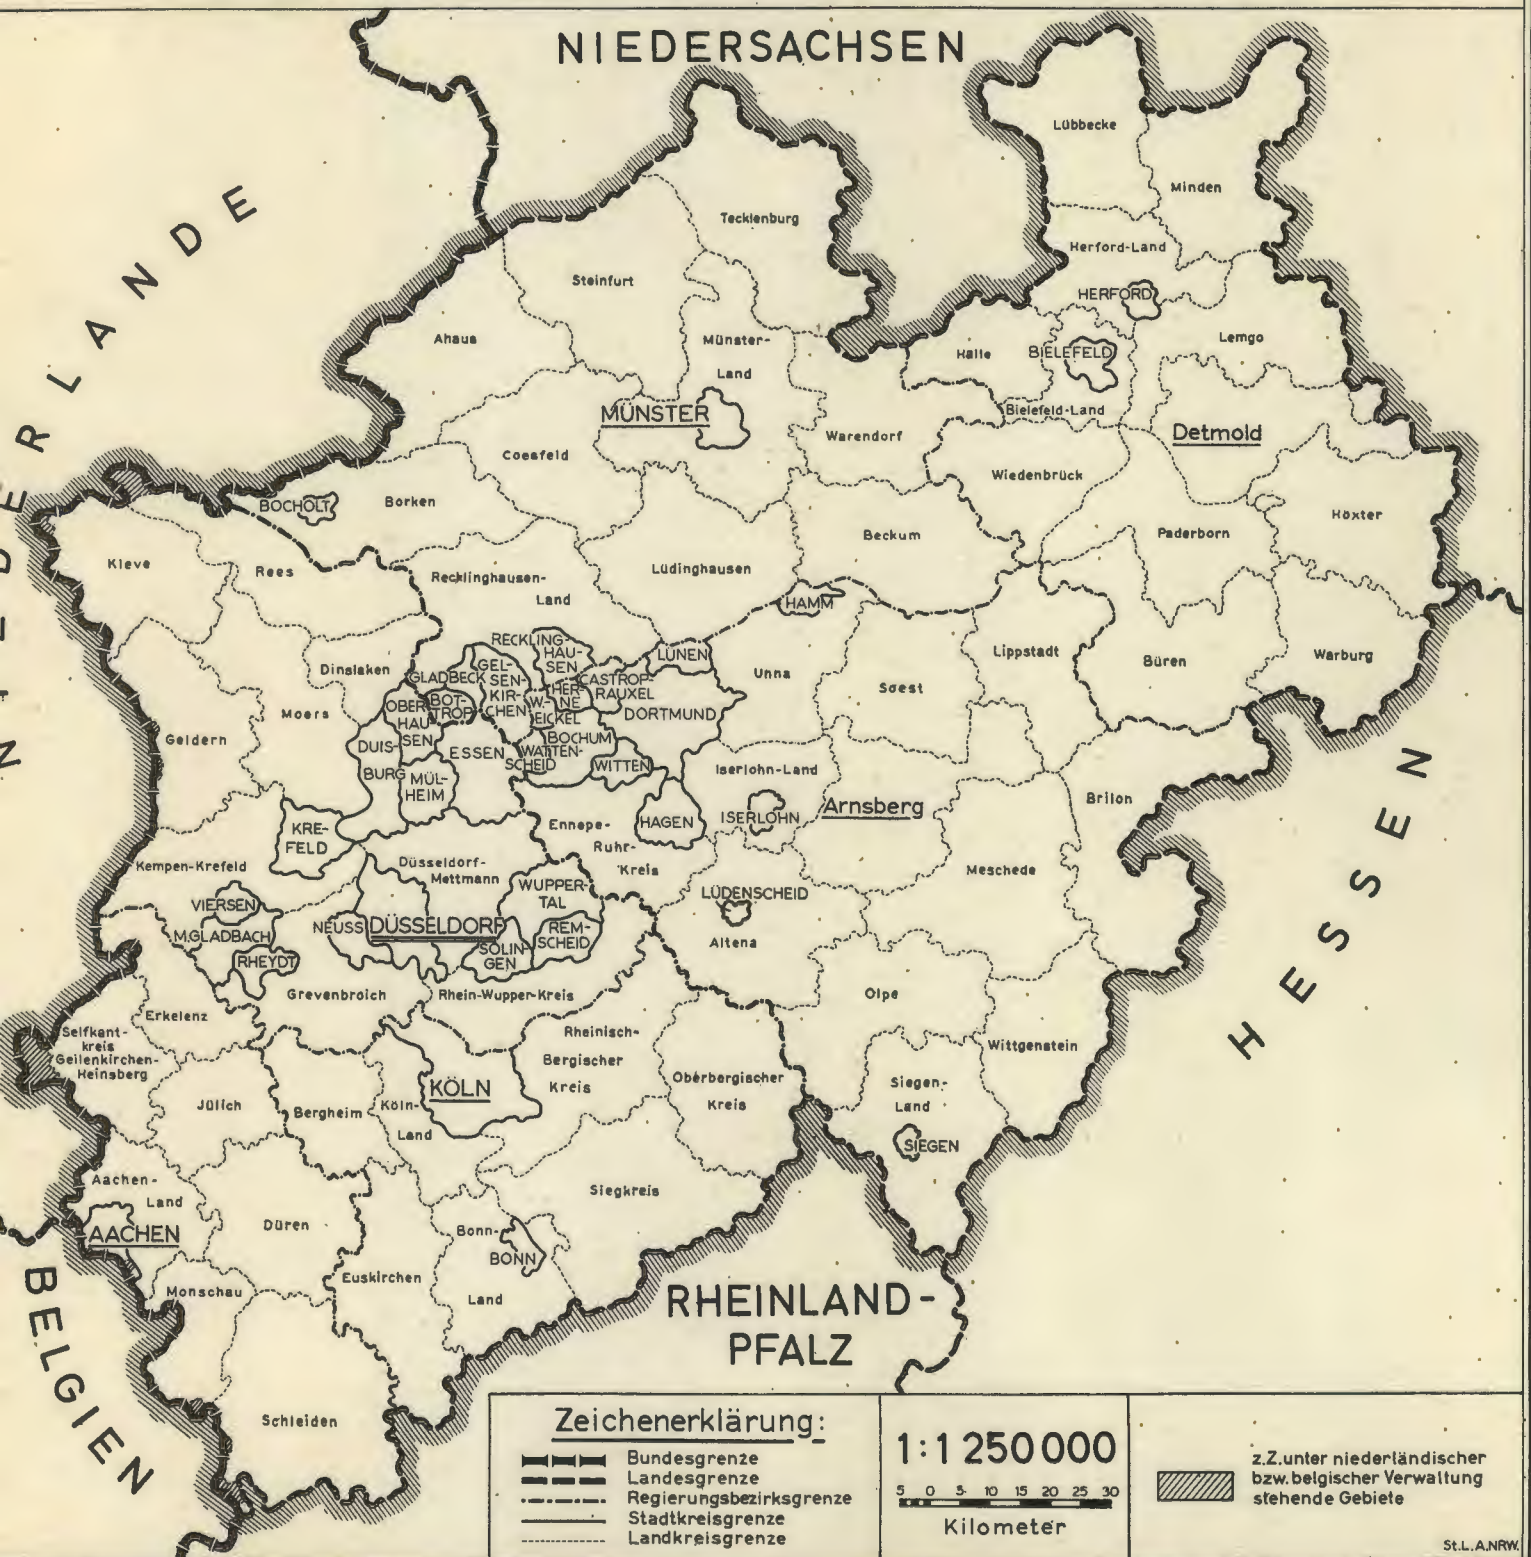 NIEDERSACHSEN
NIEDERLANDE
BELGIEN
RHEINLAND-
PFALZ
HESSEN
Lübbecke
Minden
Tecklenburg
Herford-Land
Steinfurt
HERFORD
Ahaus
Münster-
Land
Halle
BIELEFELD
Lemgo
MÜNSTER
Bielefeld-Land
Detmold
Warendorf
Coesfeld
Wiedenbrück
BOCHOLT
Borken
Höxter
Beckum
Paderborn
Kleve
Rees
Recklinghausen-
Land
Lüdinghausen
HAMM
RECKLING-
HAU-
SEN
LÜNEN
Lippstadt
Büren
Warburg
Dinslaken
GLADBECK
GEL-
SEN-
KIR-
CHEN
CASTROP-
RAUXEL
HER-
NE
W.-
EICKEL
Unna
Soest
Moers
OBER
HAU
SEN
BOT-
TROP
DORTMUND
Geldern
DUIS-
BURG
ESSEN
BOCHUM
WATTEN-
SCHEID
WITTEN
MÜL-
HEIM
Iserlohn-Land
Brilon
Arnsberg
KRE-
FELD
Ennepe-
Ruhr-
Kreis
HAGEN
ISERLOHN
Kempen-Krefeld
Düsseldorf-
Mettmann
Meschede
WUPPER-
TAL
LÜDENSCHEID
VIERSEN
NEUSS
DÜSSELDORF
REM-
SCHEID
M.GLADBACH
SOLIN-
GEN
Altena
RHEYDT
Grevenbroich
Rhein-Wupper-Kreis
Olpe
Erkelenz
Selfkant-
kreis
Geilenkirchen-
Heinsberg
Rheinisch-
Bergischer
Kreis
Wittgenstein
KÖLN
Oberbergischer
Kreis
Siegen-
Land
Jülich
Bergheim
Köln-
Land
SIEGEN
Aachen-
Land
Siegkreis
AACHEN
Düren
Bonn-
BONN
Land
Monschau
Euskirchen
Schleiden
Zeichenerklärung:
Bundesgrenze
Landesgrenze
Regierungsbezirksgrenze
Stadtkreisgrenze
Landkreisgrenze
1:1 250 000
5 0 5 10 15 20 25 30
Kilometer
z.Z.unter niederländischer
bzw.belgischer Verwaltung
stehende Gebiete
St.L.A.NRW.